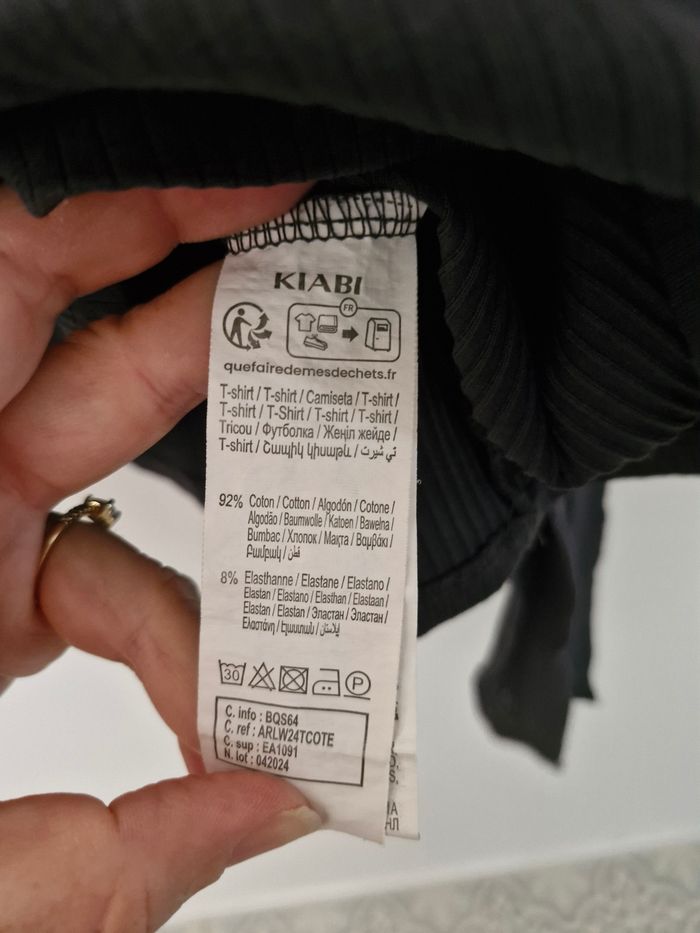 KIABI
FR
quefairedemesdechets.fr
T-shirt / T-shirt / Camiseta / T-shirt /
T-shirt / T-Shirt / T-shirt / T-shirt /
Tricou / Футболка / Жеңіл жейде /
T-shirt / Շապիկ կիսաթև / تي شيرت
92% Coton / Cotton / Algodón / Cotone /
Algodão / Baumwolle / Katoen / Bawełna /
Bumbac / Хлопок / Мақта / Βαμβάκι /
Բամբակ / قطن
8% Elasthanne / Elastane / Elastano /
Elastan / Elastano / Elasthan / Elastaan /
Elastan / Elastan / Эластан / Эластан /
Ελαστάνη / Էլաստան / إيلاستان
30
P
C. info : BQS64
C. ref : ARLW24TCOTE
C. sup : EA1091
N. lot : 042024